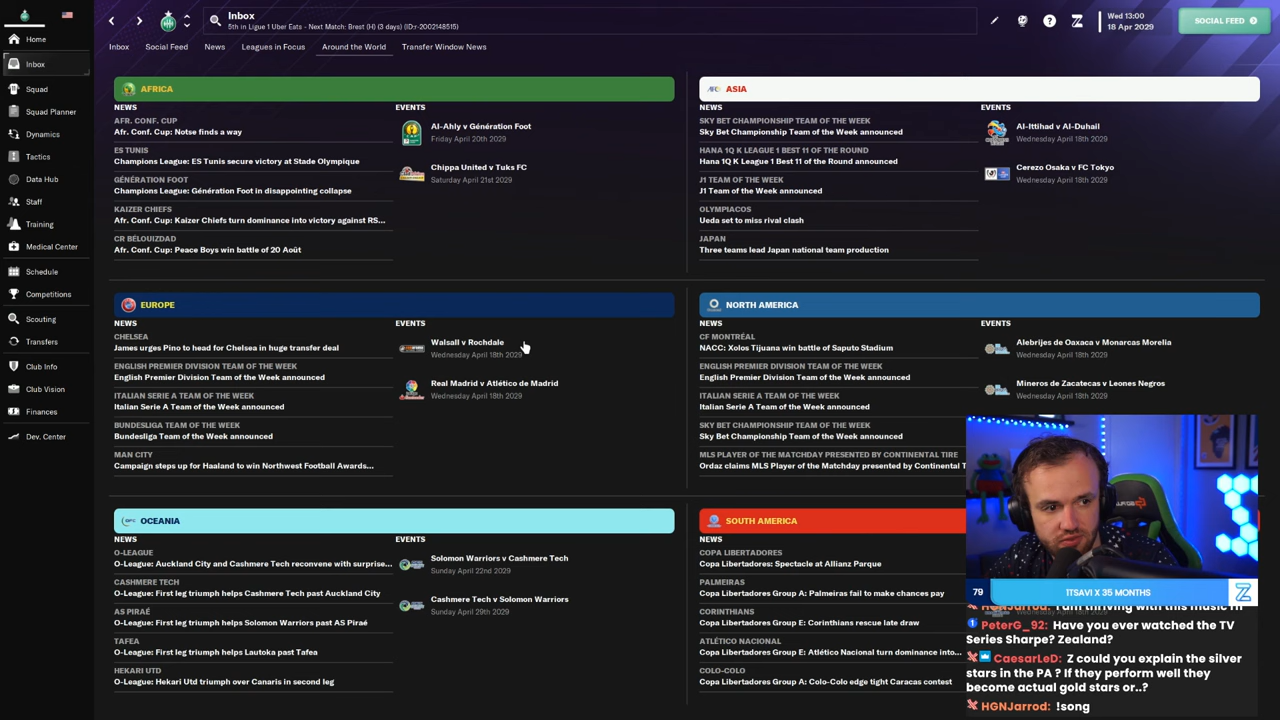 Inbox
5th in Ligue 1 Uber Eats - Next Match: Brest (H) (3 days) (ID:r-2002148515)
Wed 13:00
18 Apr 2029
SOCIAL FEED
Home
Inbox
Squad
Squad Planner
Dynamics
Tactics
Data Hub
Staff
Training
Medical Center
Schedule
Competitions
Scouting
Transfers
Club Info
Club Vision
Finances
Dev. Center
Inbox
Social Feed
News
Leagues in Focus
Around the World
Transfer Window News
AFRICA
NEWS
AFR. CONF. CUP
Afr. Conf. Cup: Notse finds a way
ES TUNIS
Champions League: ES Tunis secure victory at Stade Olympique
GÉNÉRATION FOOT
Champions League: Génération Foot in disappointing collapse
KAIZER CHIEFS
Afr. Conf. Cup: Kaizer Chiefs turn dominance into victory against RS...
CR BÉLOUIZDAD
Afr. Conf. Cup: Peace Boys win battle of 20 Août
EVENTS
Al-Ahly v Génération Foot
Friday April 20th 2029
Chippa United v Tuks FC
Saturday April 21st 2029
ASIA
NEWS
SKY BET CHAMPIONSHIP TEAM OF THE WEEK
Sky Bet Championship Team of the Week announced
HANA 1Q K LEAGUE 1 BEST 11 OF THE ROUND
Hana 1Q K League 1 Best 11 of the Round announced
J1 TEAM OF THE WEEK
J1 Team of the Week announced
OLYMPIACOS
Ueda set to miss rival clash
JAPAN
Three teams lead Japan national team production
EVENTS
Al-Ittihad v Al-Duhail
Wednesday April 18th 2029
Cerezo Osaka v FC Tokyo
Wednesday April 18th 2029
EUROPE
NEWS
CHELSEA
James urges Pino to head for Chelsea in huge transfer deal
ENGLISH PREMIER DIVISION TEAM OF THE WEEK
English Premier Division Team of the Week announced
ITALIAN SERIE A TEAM OF THE WEEK
Italian Serie A Team of the Week announced
BUNDESLIGA TEAM OF THE WEEK
Bundesliga Team of the Week announced
MAN CITY
Campaign steps up for Haaland to win Northwest Football Awards...
EVENTS
Walsall v Rochdale
Wednesday April 18th 2029
Real Madrid v Atlético de Madrid
Wednesday April 18th 2029
NORTH AMERICA
NEWS
CF MONTRÉAL
NACC: Xolos Tijuana win battle of Saputo Stadium
ENGLISH PREMIER DIVISION TEAM OF THE WEEK
English Premier Division Team of the Week announced
ITALIAN SERIE A TEAM OF THE WEEK
Italian Serie A Team of the Week announced
SKY BET CHAMPIONSHIP TEAM OF THE WEEK
Sky Bet Championship Team of the Week announced
MLS PLAYER OF THE MATCHDAY PRESENTED BY CONTINENTAL TIRE
Ordaz claims MLS Player of the Matchday presented by Continental T
EVENTS
Alebrijes de Oaxaca v Monarcas Morelia
Wednesday April 18th 2029
Mineros de Zacatecas v Leones Negros
Wednesday April 18th 2029
OCEANIA
NEWS
O-LEAGUE
O-League: Auckland City and Cashmere Tech reconvene with surprise...
CASHMERE TECH
O-League: First leg triumph helps Cashmere Tech past Auckland City
AS PIRAÉ
O-League: First leg triumph helps Solomon Warriors past AS Piraé
TAFEA
O-League: First leg triumph helps Lautoka past Tafea
HEKARI UTD
O-League: Hekari Utd triumph over Canaris in second leg
EVENTS
Solomon Warriors v Cashmere Tech
Sunday April 22nd 2029
Cashmere Tech v Solomon Warriors
Sunday April 29th 2029
SOUTH AMERICA
NEWS
COPA LIBERTADORES
Copa Libertadores: Spectacle at Allianz Parque
PALMEIRAS
Copa Libertadores Group A: Palmeiras fail to make chances pay
CORINTHIANS
Copa Libertadores Group E: Corinthians rescue late draw
ATLÉTICO NACIONAL
Copa Libertadores Group E: Atlético Nacional turn dominance into...
COLO-COLO
Copa Libertadores Group A: Colo-Colo edge tight Caracas contest
79
1TSAVI X 35 MONTHS
HGNJarrod: I am thriving with this music rn
PeterG_92: Have you ever watched the TV
Series Sharpe? Zealand?
CaesarLeD: Z could you explain the silver
stars in the PA ? If they perform well they
become actual gold stars or..?
HGNJarrod: !song